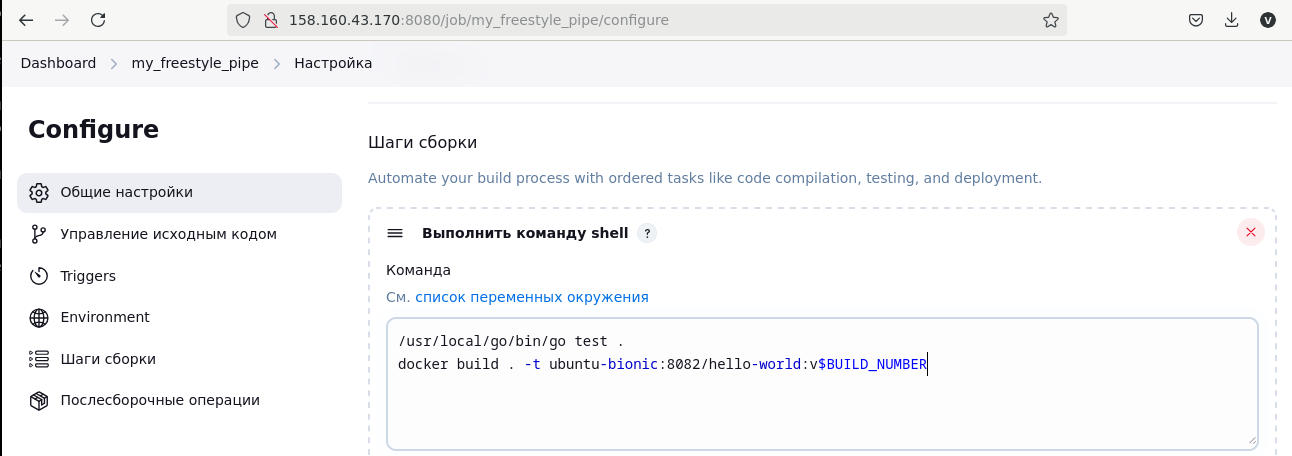 158.160.43.170:8080/job/my_freestyle_pipe/configure
V
Dashboard > my_freestyle_pipe > Настройка
Configure
Общие настройки
Управление исходным кодом
Triggers
Environment
Шаги сборки
Послесборочные операции
Шаги сборки
Automate your build process with ordered tasks like code compilation, testing, and deployment.
Выполнить команду shell ?
Команда
См. список переменных окружения
/usr/local/go/bin/go test .
docker build . -t ubuntu-bionic:8082/hello-world:v$BUILD_NUMBER